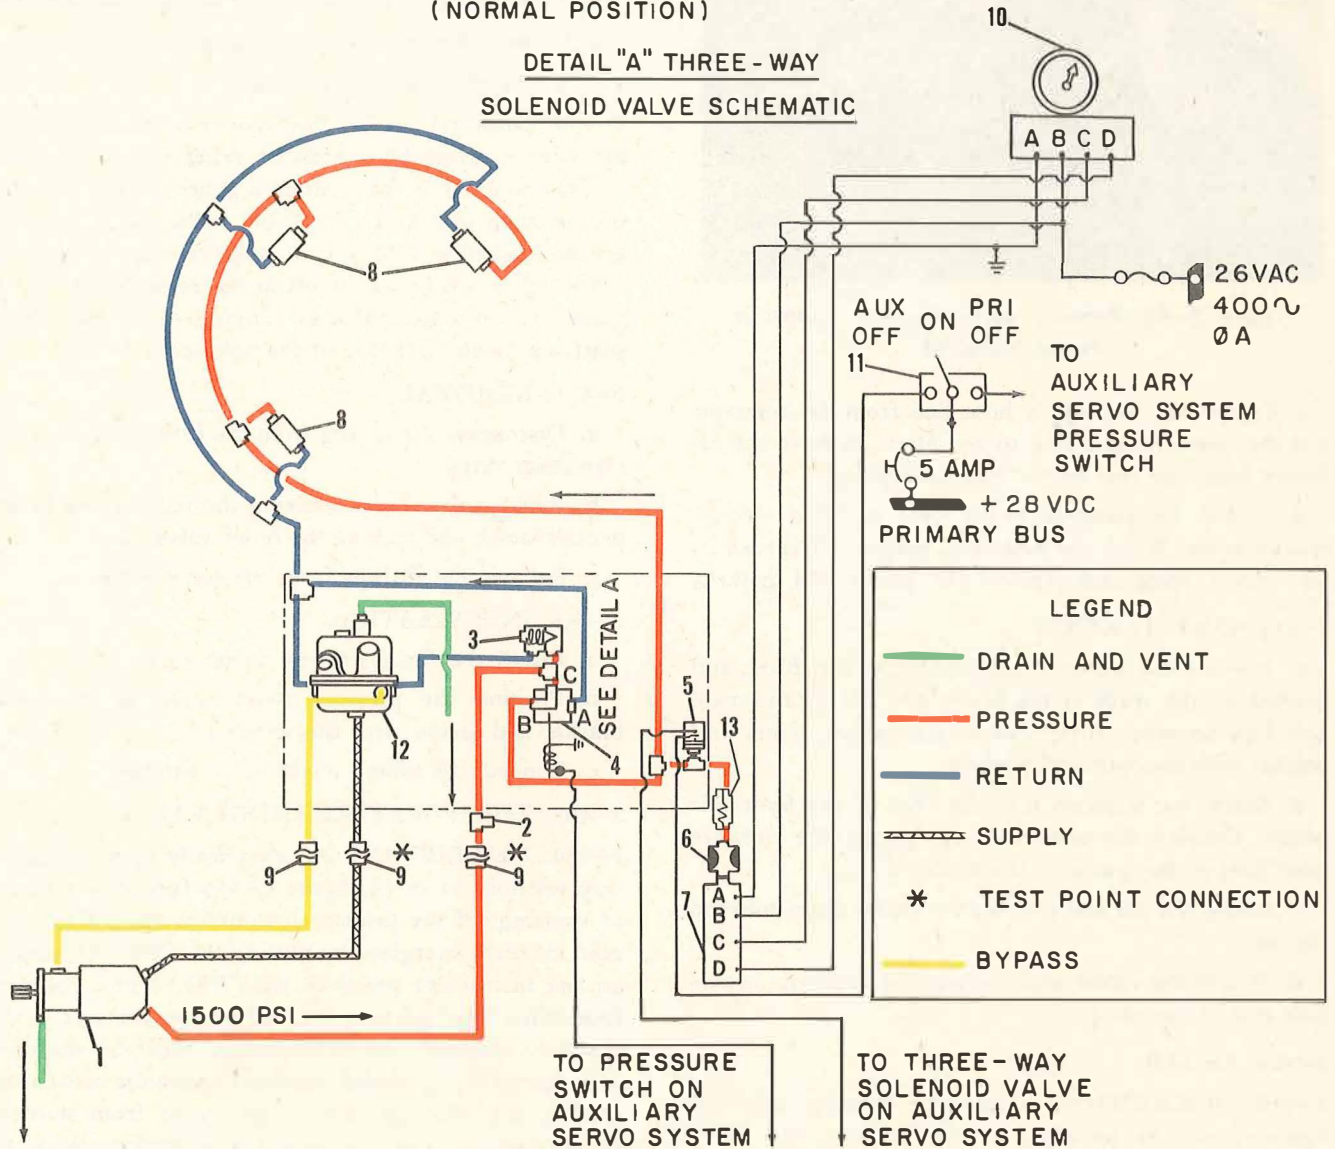 (NORMAL POSITION)
DETAIL "A" THREE-WAY
SOLENOID VALVE SCHEMATIC
10
A B C D
26VAC
400~
ØA
AUX
OFF
ON
PRI
OFF
11
TO
AUXILIARY
SERVO SYSTEM
PRESSURE
SWITCH
5 AMP
+28VDC
PRIMARY BUS
8
8
SEE DETAIL A
3
C
B
A
4
5
13
12
2
6
9
9
*
9
*
7
A
B
C
D
LEGEND
DRAIN AND VENT
PRESSURE
RETURN
SUPPLY
* TEST POINT CONNECTION
BYPASS
1500 PSI
TO PRESSURE
SWITCH ON
AUXILIARY
SERVO SYSTEM
TO THREE-WAY
SOLENOID VALVE
ON AUXILIARY
SERVO SYSTEM